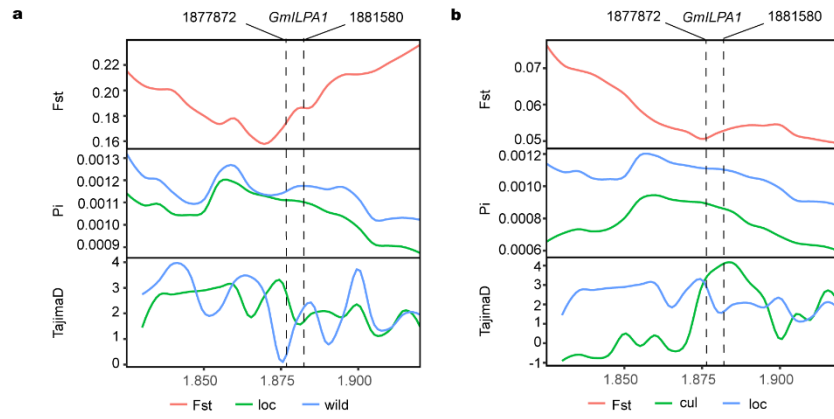 a
1877872 GmILPA1 1881580
Fst
0.22
0.20
0.18
0.16
Pi
0.0013
0.0012
0.0011
0.0010
0.0009
TajimaD
4
3
2
1
0
1.850 1.875 1.900
Fst loc wild
b
1877872 GmILPA1 1881580
Fst
0.07
0.06
0.05
Pi
0.0012
0.0010
0.0008
0.0006
TajimaD
4
3
2
1
0
-1
1.850 1.875 1.900
Fst cul loc